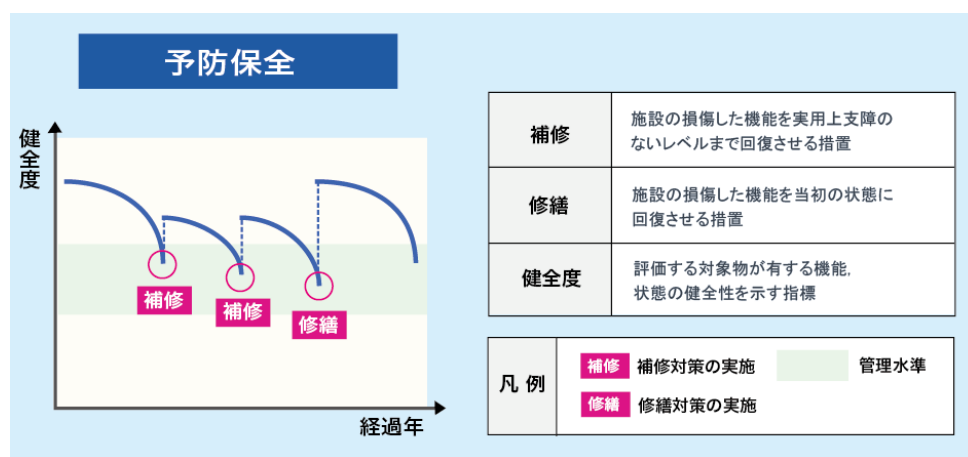 予防保全
健全度
補修
補修
修繕
経過年
補修
施設の損傷した機能を実用上支障の
ないレベルまで回復させる措置
修繕
施設の損傷した機能を当初の状態に
回復させる措置
健全度
評価する対象物が有する機能,
状態の健全性を示す指標
凡 例
補修 補修対策の実施
管理水準
修繕 修繕対策の実施